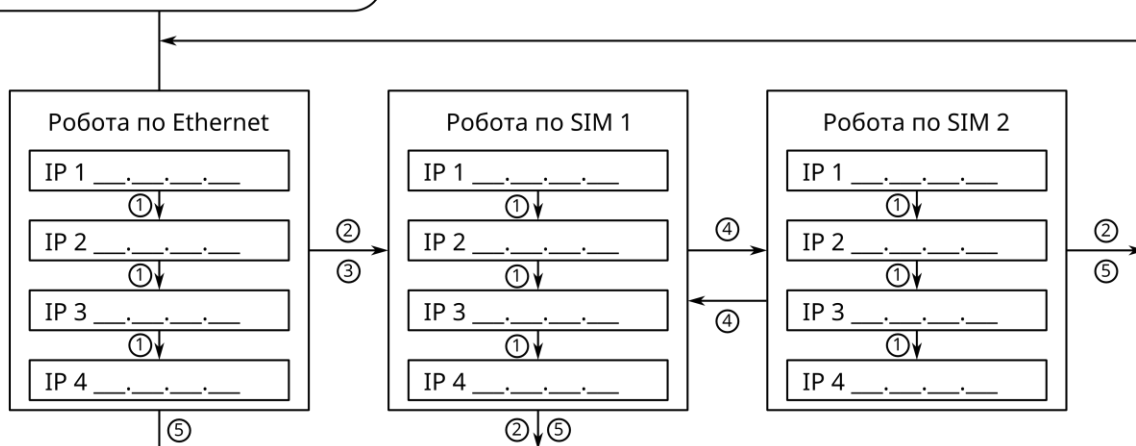 Робота по Ethernet
IP 1 ___.___.___.___
①
IP 2 ___.___.___.___
①
IP 3 ___.___.___.___
①
IP 4 ___.___.___.___
⑤
②
③
Робота по SIM 1
IP 1 ___.___.___.___
①
IP 2 ___.___.___.___
①
IP 3 ___.___.___.___
①
IP 4 ___.___.___.___
② ⑤
④
④
Робота по SIM 2
IP 1 ___.___.___.___
①
IP 2 ___.___.___.___
①
IP 3 ___.___.___.___
①
IP 4 ___.___.___.___
②
⑤